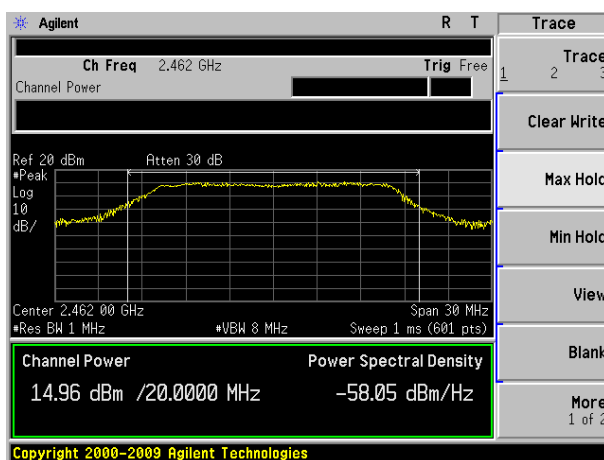 Agilent R T Trace
Ch Freq 2.462 GHz Trig Free
Channel Power
Trace
1 2 3
Clear Write
Max Hold
Min Hold
View
Blank
More
1 of 2
Ref 20 dBm Atten 30 dB
#Peak
Log
10
dB/
Center 2.462 00 GHz Span 30 MHz
#Res BW 1 MHz #VBW 8 MHz Sweep 1 ms (601 pts)
Channel Power Power Spectral Density
14.96 dBm /20.0000 MHz -58.05 dBm/Hz
Copyright 2000-2009 Agilent Technologies